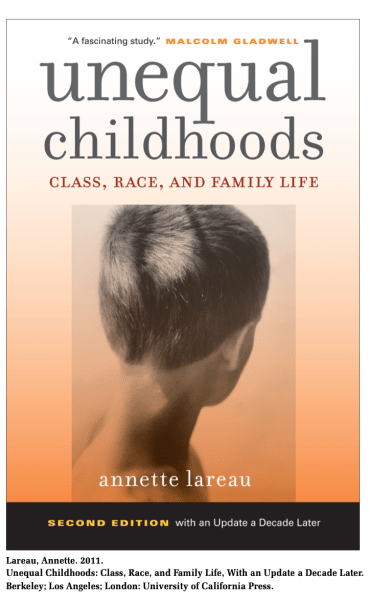 “A fascinating study.” MALCOLM GLADWELL
unequal
childhoods
CLASS, RACE, AND FAMILY LIFE
annette lareau
SECOND EDITION with an Update a Decade Later
Lareau, Annette. 2011.
Unequal Childhoods: Class, Race, and Family Life, With an Update a Decade Later.
Berkeley; Los Angeles; London: University of California Press.